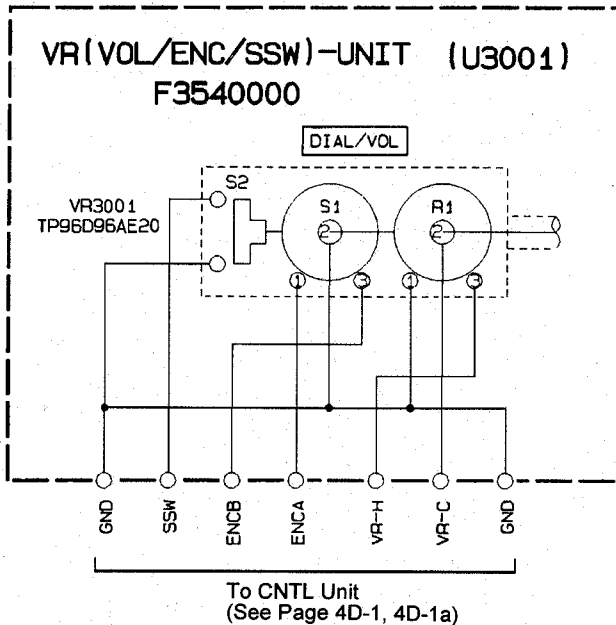 VR(VOL/ENC/SSW)-UNIT (U3001)
F3540000
DIAL/VOL
S2
VR3001
TP96D96AE20
S1
R1
2
2
1
3
1
3
GND
SSW
ENCB
ENCA
VR-H
VR-C
GND
To CNTL Unit
(See Page 4D-1, 4D-1a)